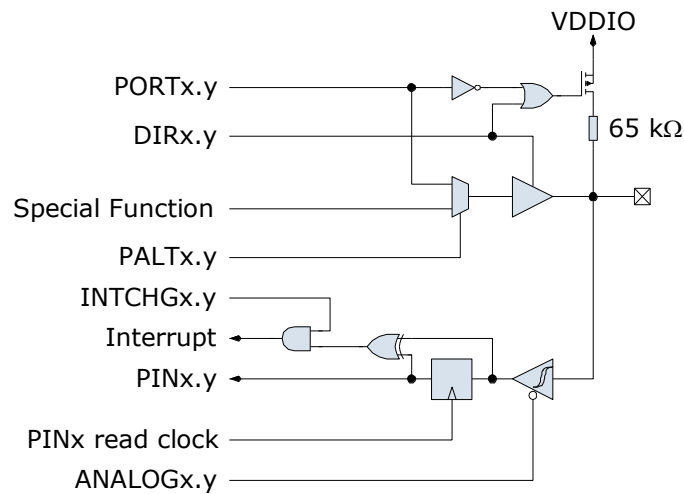 VDDIO
PORTx.y
DIRx.y
65 kΩ
Special Function
PALTx.y
INTCHGx.y
Interrupt
PINx.y
PINx read clock
ANALOGx.y